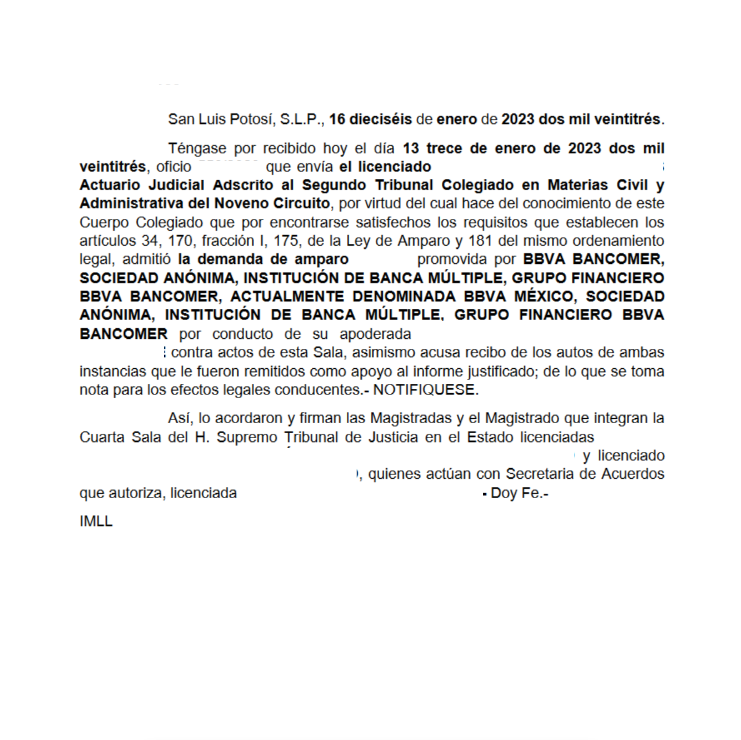 San Luis Potosí, S.L.P., 16 dieciséis de enero de 2023 dos mil veintitrés.
Téngase por recibido hoy el día 13 trece de enero de 2023 dos mil
veintitrés, oficio que envía el licenciado
Actuario Judicial Adscrito al Segundo Tribunal Colegiado en Materias Civil y
Administrativa del Noveno Circuito, por virtud del cual hace del conocimiento de este
Cuerpo Colegiado que por encontrarse satisfechos los requisitos que establecen los
artículos 34, 170, fracción I, 175, de la Ley de Amparo y 181 del mismo ordenamiento
legal, admitió la demanda de amparo promovida por BBVA BANCOMER,
SOCIEDAD ANÓNIMA, INSTITUCIÓN DE BANCA MÚLTIPLE, GRUPO FINANCIERO
BBVA BANCOMER, ACTUALMENTE DENOMINADA BBVA MÉXICO, SOCIEDAD
ANÓNIMA, INSTITUCIÓN DE BANCA MÚLTIPLE, GRUPO FINANCIERO BBVA
BANCOMER por conducto de su apoderada
contra actos de esta Sala, asimismo acusa recibo de los autos de ambas
instancias que le fueron remitidos como apoyo al informe justificado; de lo que se toma
nota para los efectos legales conducentes.- NOTIFIQUESE.
Así, lo acordaron y firman las Magistradas y el Magistrado que integran la
Cuarta Sala del H. Supremo Tribunal de Justicia en el Estado licenciadas
y licenciado
, quienes actúan con Secretaria de Acuerdos
que autoriza, licenciada - Doy Fe.-
IMLL